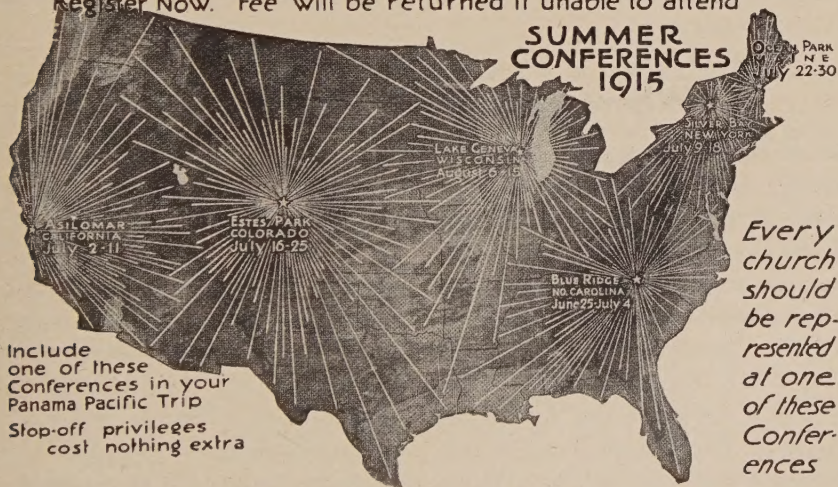 Register Now. Fee will be returned if unable to attend
SUMMER
CONFERENCES
1915
OCEAN PARK
MAINE
July 22-30
SILVER BAY
NEW YORK
July 9-18
LAKE GENEVA
WISCONSIN
August 6-15
ASILOMAR
CALIFORNIA
July 2-11
ESTES PARK
COLORADO
July 16-25
BLUE RIDGE
NO. CAROLINA
June 25-July 4
Every
church
should
be rep-
resented
at one
of these
Confer-
ences
Include
one of these
Conferences in your
Panama Pacific Trip
Stop-off privileges
cost nothing extra